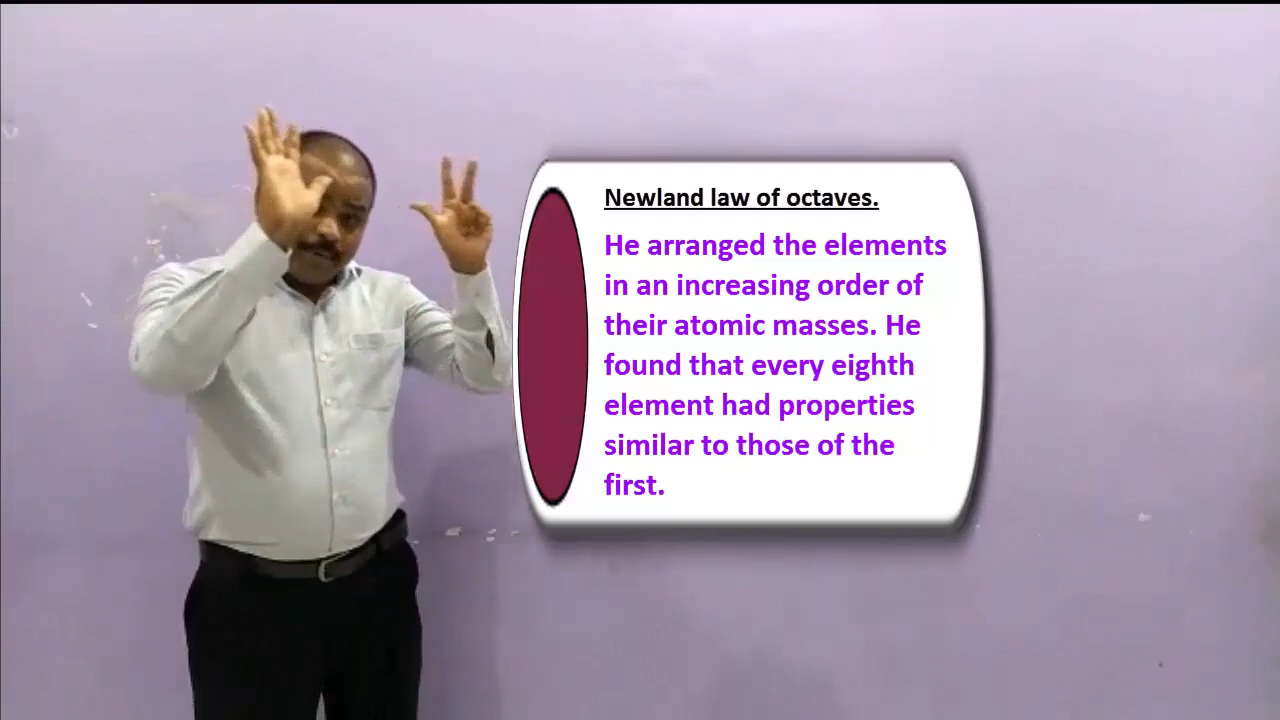 Newland law of octaves.
He arranged the elements
in an increasing order of
their atomic masses. He
found that every eighth
element had properties
similar to those of the
first.